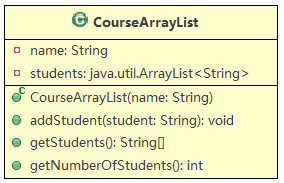 CourseArrayList
name: String
students: java.util.ArrayList<String>
CourseArrayList(name: String)
addStudent(student: String): void
getStudents(): String[]
getNumberOfStudents(): int